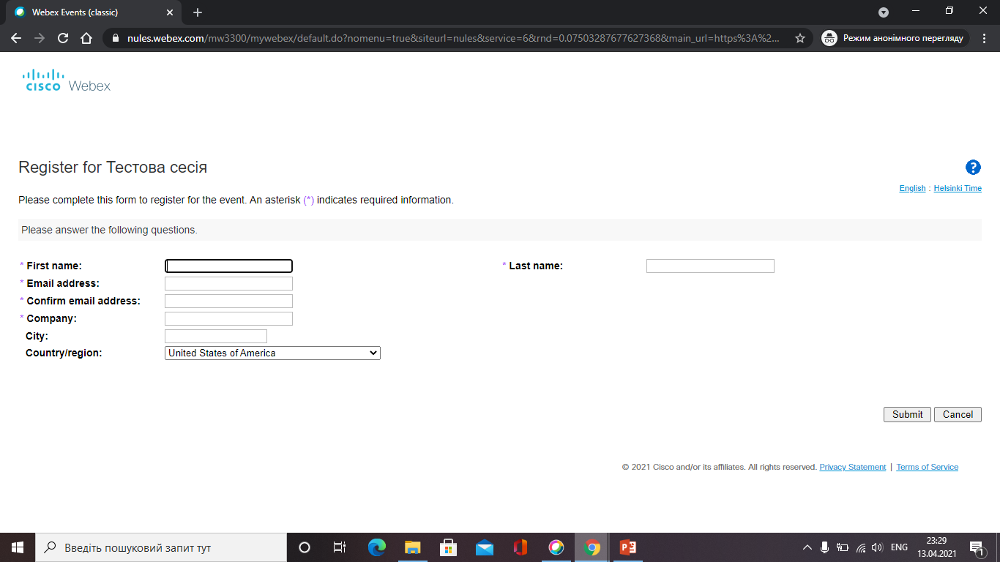 Webex Events (classic)
nules.webex.com/mw3300/mywebex/default.do?nomenu=true&siteurl=nules&service=6&rnd=0.07503287677627368&main_url=https%3A%2...
Режим анонімного перегляду
cisco Webex
Register for Тестова сесія
?
English : Helsinki Time
Please complete this form to register for the event. An asterisk (*) indicates required information.
Please answer the following questions.
* First name:
* Last name:
* Email address:
* Confirm email address:
* Company:
City:
Country/region:
United States of America
Submit Cancel
© 2021 Cisco and/or its affiliates. All rights reserved. Privacy Statement | Terms of Service
Введіть пошуковий запит тут
ENG
23:29
13.04.2021
1